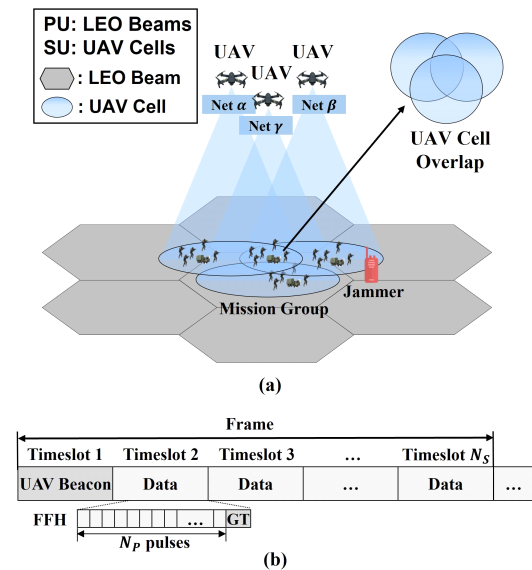 PU: LEO Beams
SU: UAV Cells
: LEO Beam
: UAV Cell
UAV
UAV
UAV
Net α
Net γ
Net β
UAV Cell
Overlap
Jammer
Mission Group
(a)
Frame
Timeslot 1 Timeslot 2 Timeslot 3 ... Timeslot N_S
UAV Beacon Data Data ... Data ...
FFH ... GT
N_P pulses
(b)